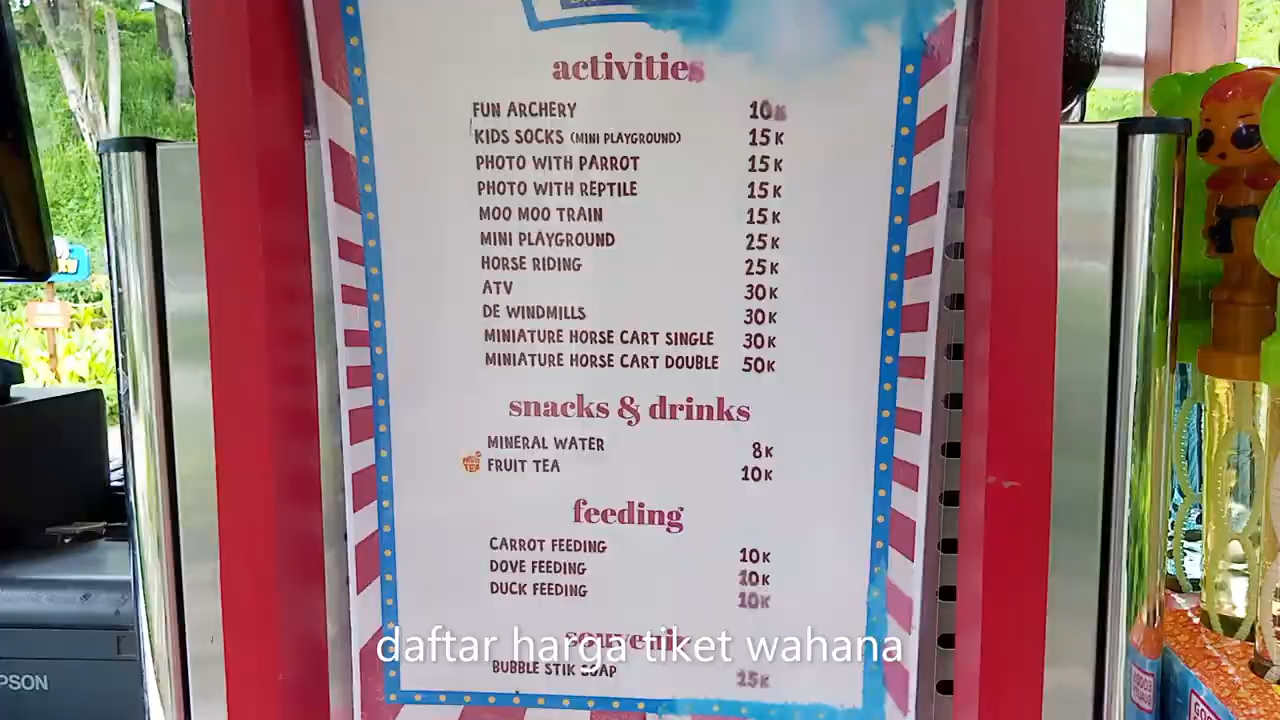 activities
FUN ARCHERY 10K
KIDS SOCKS (MINI PLAYGROUND) 15K
PHOTO WITH PARROT 15K
PHOTO WITH REPTILE 15K
MOO MOO TRAIN 15K
MINI PLAYGROUND 25K
HORSE RIDING 25K
ATV 30K
DE WINDMILLS 30K
MINIATURE HORSE CART SINGLE 30K
MINIATURE HORSE CART DOUBLE 50K
snacks & drinks
MINERAL WATER 8K
FRUIT TEA 10K
feeding
CARROT FEEDING 10K
DOVE FEEDING 10K
DUCK FEEDING 10K
souvenir
daftar harga tiket wahana
BUBBLE STIK SOAP 25K
PSON